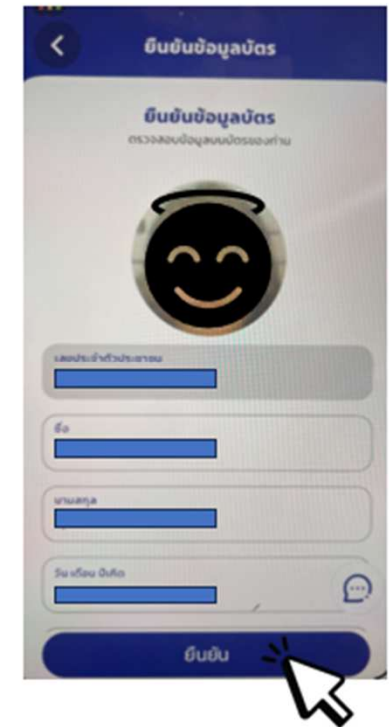 ยืนยันข้อมูลบัตร
ยืนยันข้อมูลบัตร
ตรวจสอบข้อมูลบนบัตรของท่าน
เลขประจำตัวประชาชน
ชื่อ
นามสกุล
วัน เดือน ปีเกิด
ยืนยัน